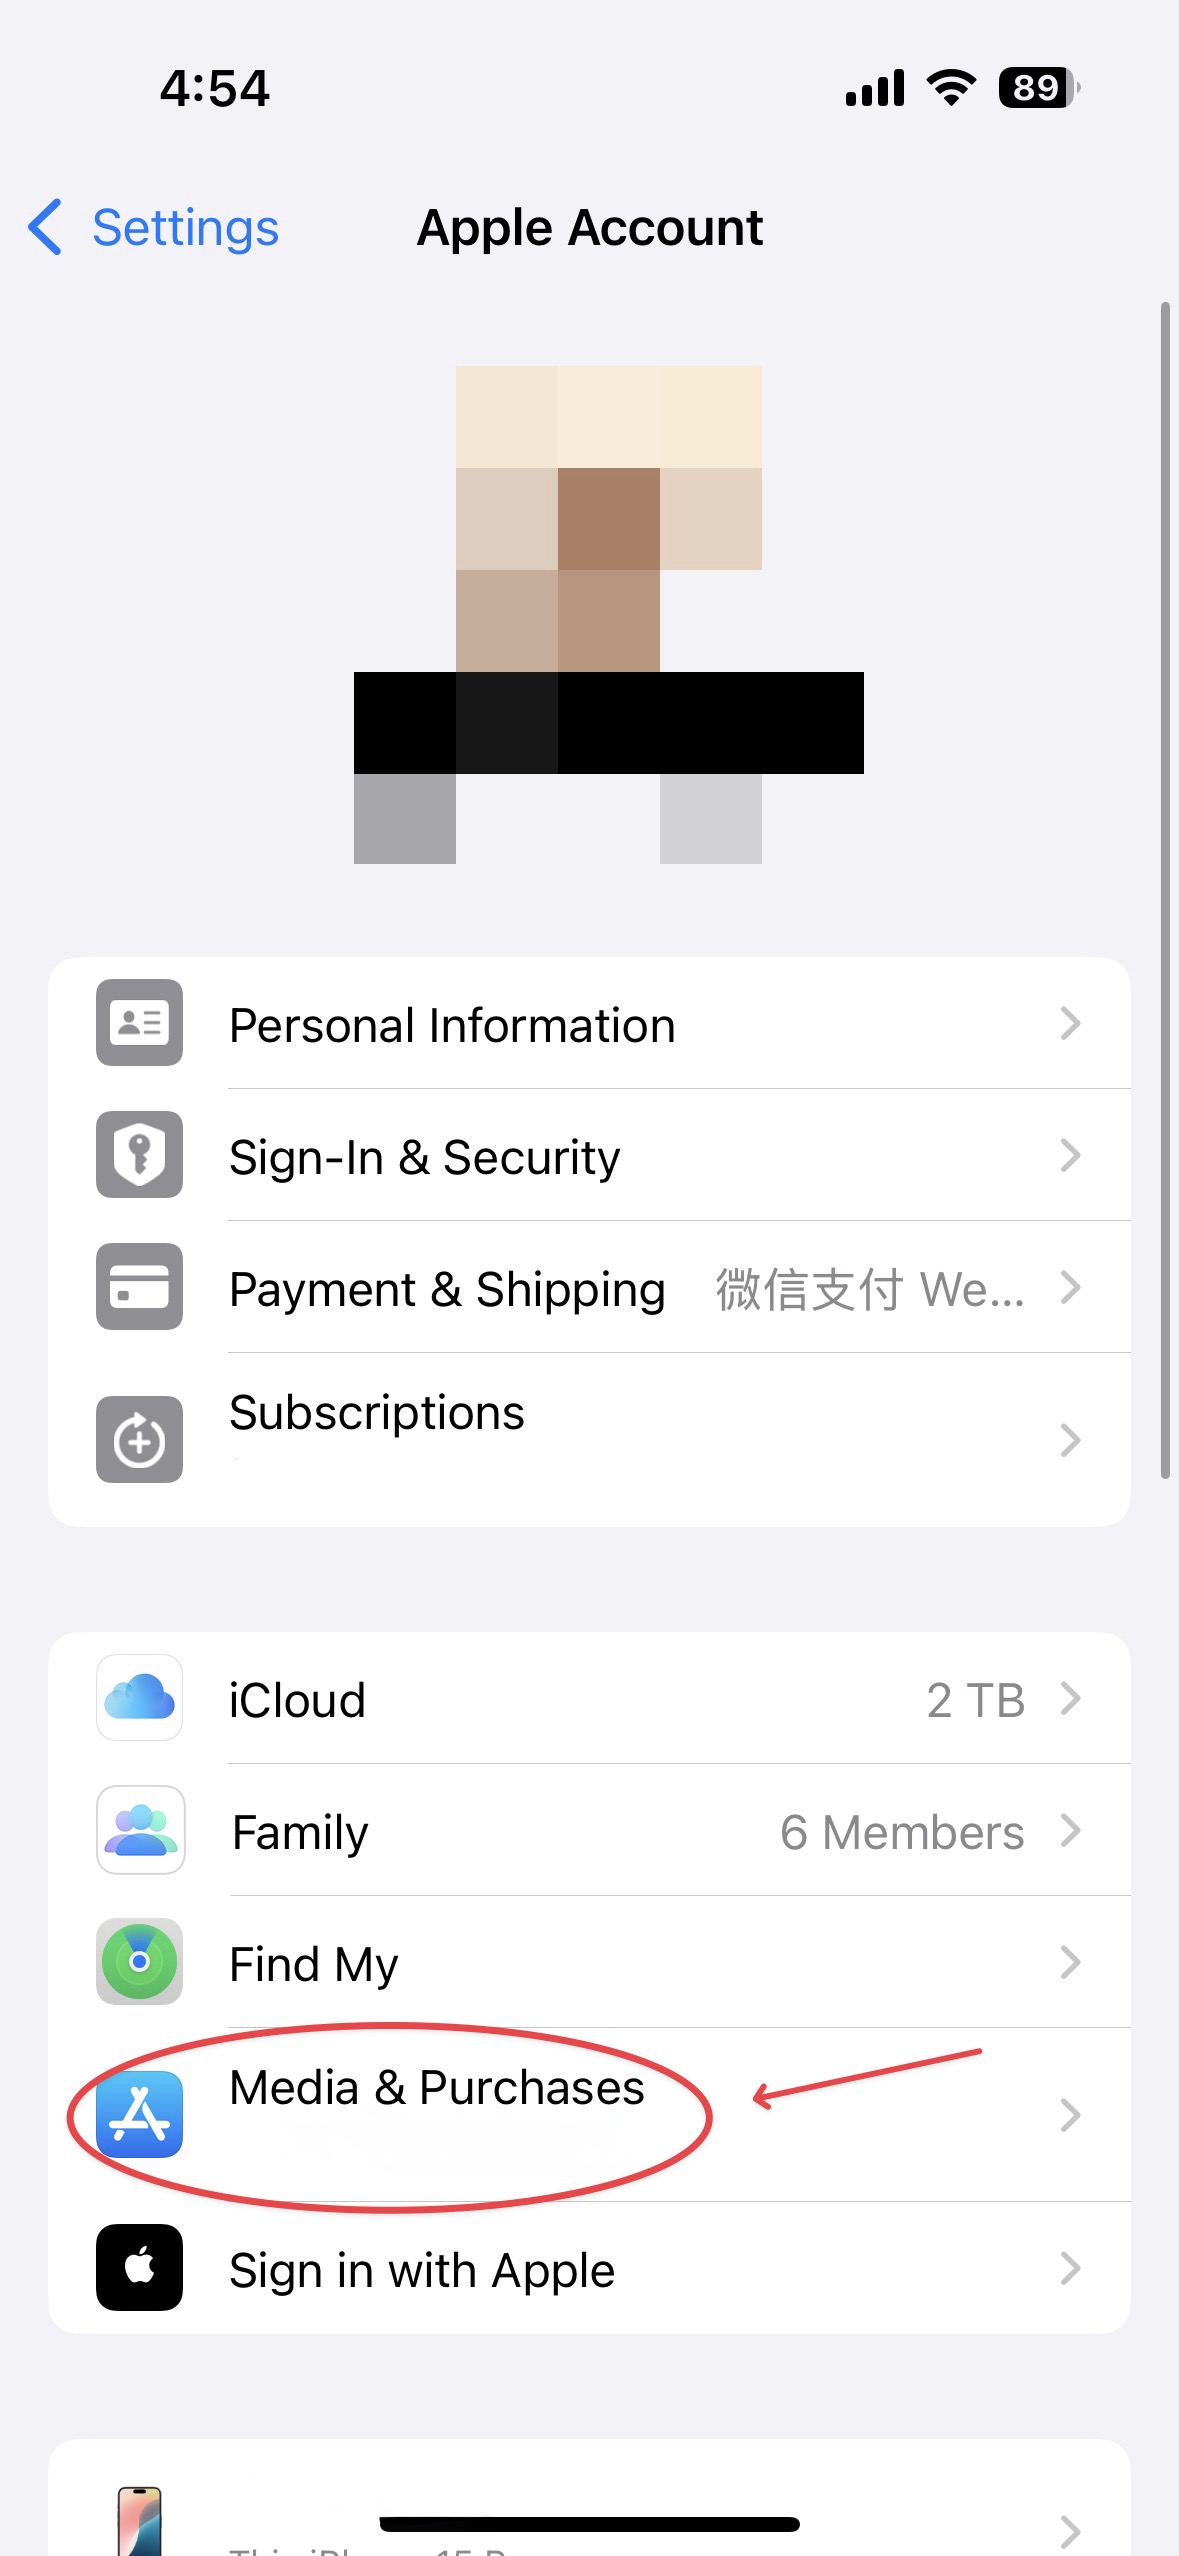 4:54
89
Settings
Apple Account
Personal Information
Sign-In & Security
Payment & Shipping 微信支付 We...
Subscriptions
iCloud 2 TB
Family 6 Members
Find My
Media & Purchases
Sign in with Apple